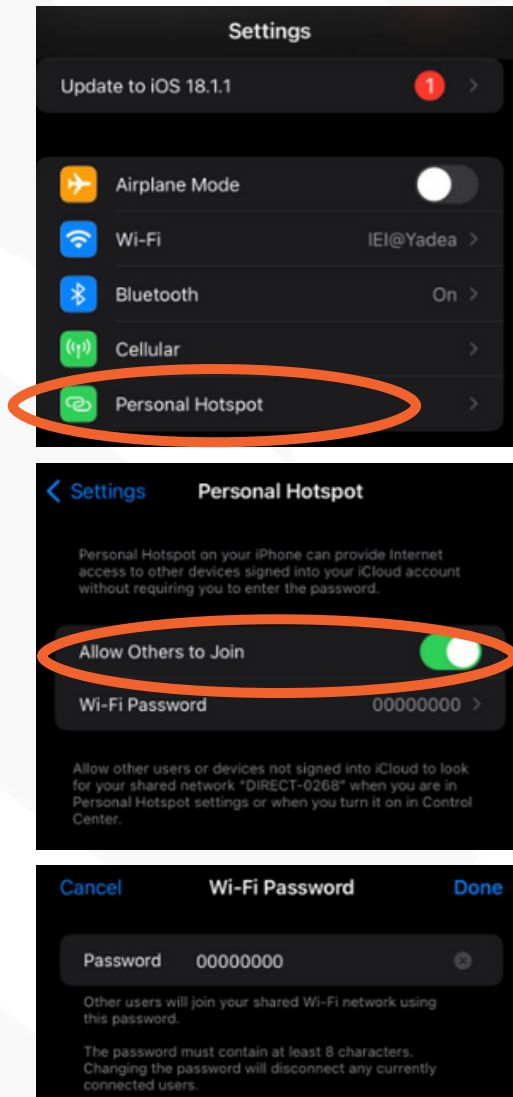 Settings
Update to iOS 18.1.1 1
Airplane Mode
Wi-Fi IEI@Yadea
Bluetooth On
Cellular
Personal Hotspot
Settings Personal Hotspot
Personal Hotspot on your iPhone can provide Internet
access to other devices signed into your iCloud account
without requiring you to enter the password.
Allow Others to Join
Wi-Fi Password 00000000
Allow other users or devices not signed into iCloud to look
for your shared network “DIRECT-0268” when you are in
Personal Hotspot settings or when you turn it on in Control
Center.
Cancel Wi-Fi Password Done
Password 00000000
Other users will join your shared Wi-Fi network using
this password.
The password must contain at least 8 characters.
Changing the password will disconnect any currently
connected users.